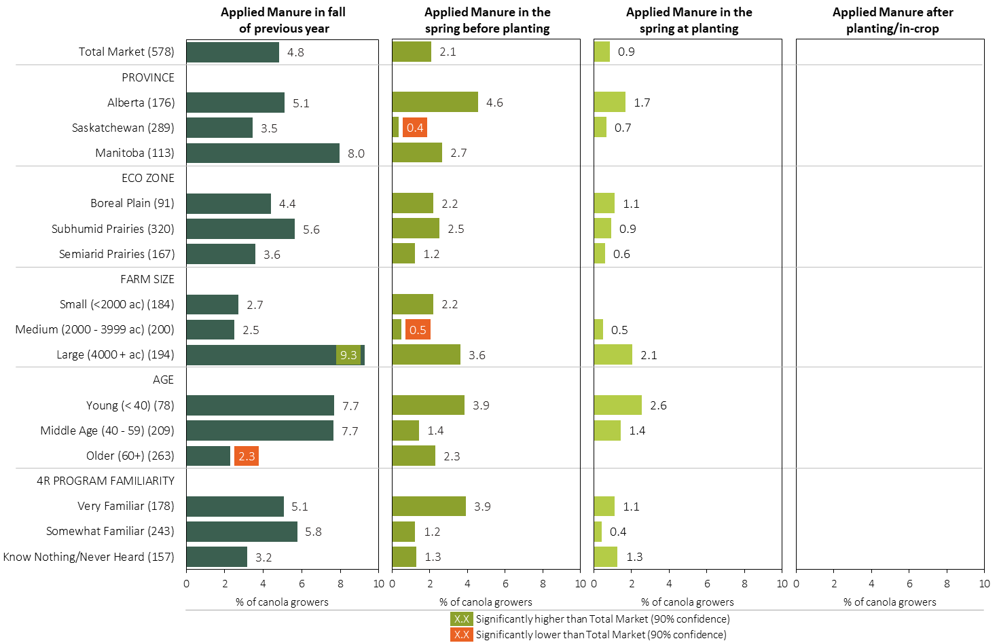 Applied Manure in fall
of previous year
Applied Manure in the
spring before planting
Applied Manure in the
spring at planting
Applied Manure after
planting/in-crop
Total Market (578) 4.8 2.1 0.9
PROVINCE
Alberta (176) 5.1 4.6 1.7
Saskatchewan (289) 3.5 0.4 0.7
Manitoba (113) 8.0 2.7
ECO ZONE
Boreal Plain (91) 4.4 2.2 1.1
Subhumid Prairies (320) 5.6 2.5 0.9
Semiarid Prairies (167) 3.6 1.2 0.6
FARM SIZE
Small (<2000 ac) (184) 2.7 2.2
Medium (2000 - 3999 ac) (200) 2.5 0.5 0.5
Large (4000 + ac) (194) 9.3 3.6 2.1
AGE
Young (< 40) (78) 7.7 3.9 2.6
Middle Age (40 - 59) (209) 7.7 1.4 1.4
Older (60+) (263) 2.3 2.3
4R PROGRAM FAMILIARITY
Very Familiar (178) 5.1 3.9 1.1
Somewhat Familiar (243) 5.8 1.2 0.4
Know Nothing/Never Heard (157) 3.2 1.3 1.3
0 2 4 6 8 10 0 2 4 6 8 10 0 2 4 6 8 10 0 2 4 6 8 10
% of canola growers % of canola growers % of canola growers % of canola growers
X.X Significantly higher than Total Market (90% confidence)
X.X Significantly lower than Total Market (90% confidence)